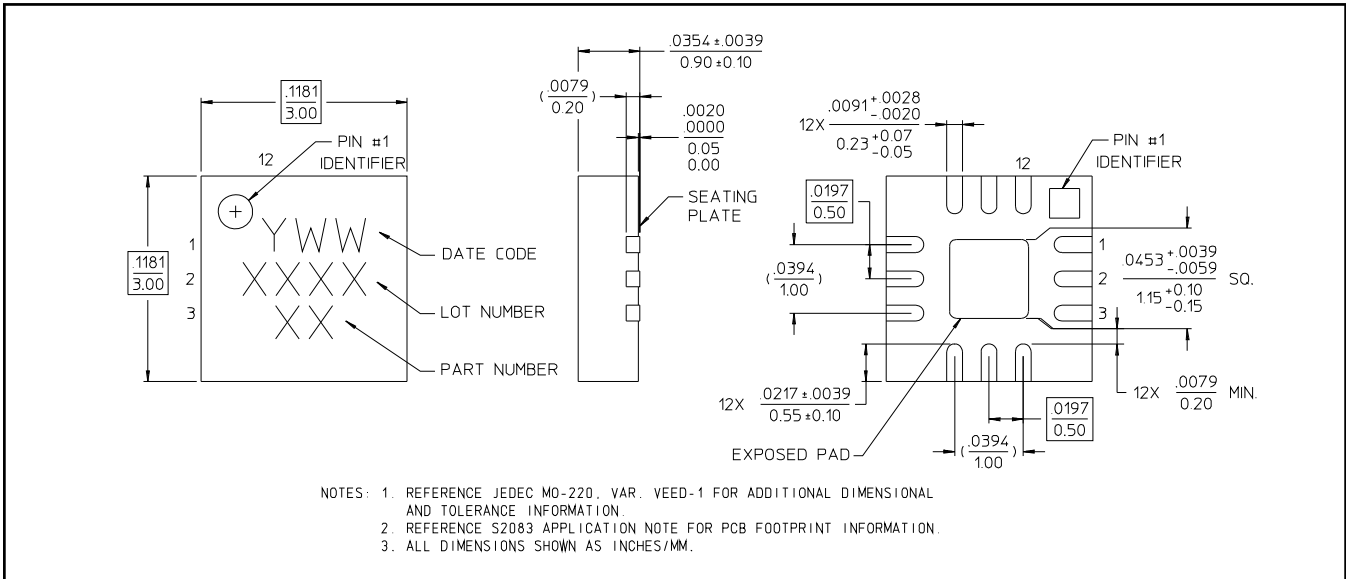 .0354 ±.0039
0.90 ±0.10
.1181
3.00
( .0079 )
0.20
.0020
.0000
0.05
0.00
PIN #1
IDENTIFIER
12
SEATING
PLATE
1
2
3
.1181
3.00
YWW
XXXX
XX
DATE CODE
LOT NUMBER
PART NUMBER
12X .0091 +.0028
-.0020
0.23 +0.07
-0.05
PIN #1
IDENTIFIER
12
.0197
0.50
( .0394 )
1.00
1
2
3
.0453 +.0039
-.0059
1.15 +0.10
-0.15
SQ.
12X .0217 ±.0039
0.55 ±0.10
12X .0079 MIN.
0.20
.0197
0.50
( .0394 )
1.00
EXPOSED PAD
NOTES: 1. REFERENCE JEDEC MO-220, VAR. VEED-1 FOR ADDITIONAL DIMENSIONAL
AND TOLERANCE INFORMATION.
2. REFERENCE S2083 APPLICATION NOTE FOR PCB FOOTPRINT INFORMATION.
3. ALL DIMENSIONS SHOWN AS INCHES/MM.